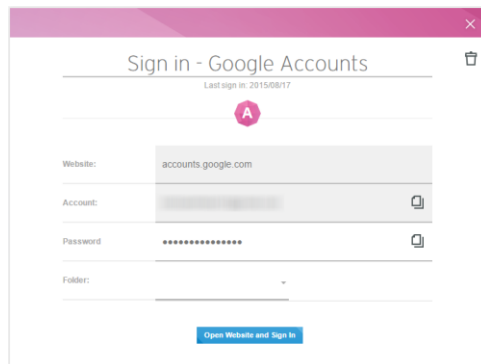 Sign in - Google Accounts
Last sign in: 2015/08/17
A
Website: accounts.google.com
Account:
Password ●●●●●●●●●●●●●●●
Folder:
Open Website and Sign In